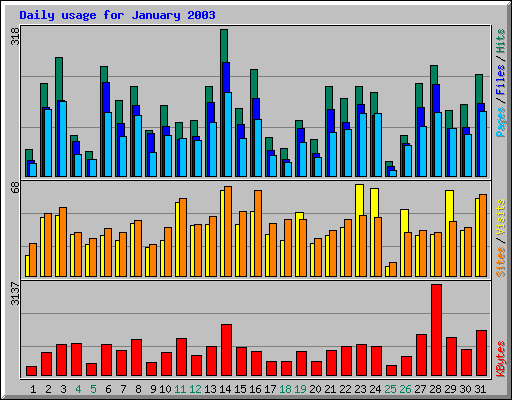 Daily usage for January 2003
318
Pages / Files / Hits
68
Sites / Visits
3137
KBytes
1 2 3 4 5 6 7 8 9 10 11 12 13 14 15 16 17 18 19 20 21 22 23 24 25 26 27 28 29 30 31